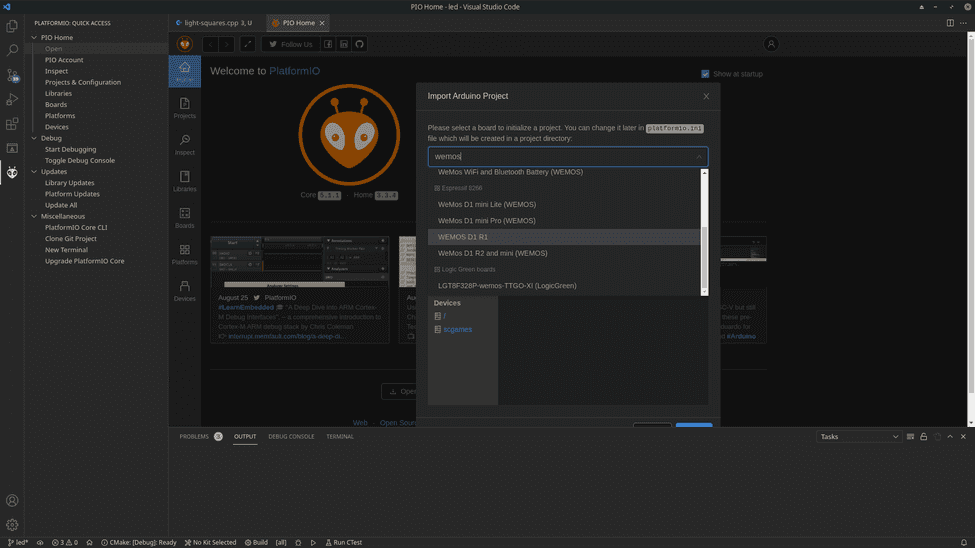 PIO Home - led - Visual Studio Code
PLATFORMIO: QUICK ACCESS
PIO Home
Open
PIO Account
Inspect
Projects & Configuration
Libraries
Boards
Platforms
Devices
Debug
Start Debugging
Toggle Debug Console
Updates
Library Updates
Platform Updates
Update All
Miscellaneous
PlatformIO Core CLI
Clone Git Project
New Terminal
Upgrade PlatformIO Core
light-squares.cpp 3, U
PIO Home
Follow Us
Home
Projects
Inspect
Libraries
Boards
Platforms
Devices
Welcome to PlatformIO
Show at startup
Core
Home
August 25 PlatformIO
#LearnEmbedded "A Deep Dive into ARM Cortex-
M Debug Interfaces", – a comprehensive introduction to
Cortex-M ARM debug stack by Chris Coleman
interrupt.memfault.com/blog/a-deep-di...
#Arduino
Web · Open Sour
Import Arduino Project
Please select a board to initialize a project. You can change it later in platformio.ini
file which will be created in a project directory:
wemos
WeMos WiFi and Bluetooth Battery (WEMOS)
Espressif 8266
WeMos D1 mini Lite (WEMOS)
WeMos D1 mini Pro (WEMOS)
WEMOS D1 R1
WeMos D1 R2 and mini (WEMOS)
Logic Green boards
LGT8F328P-wemos-TTGO-XI (LogicGreen)
Devices
/
scgames
PROBLEMS 3 OUTPUT DEBUG CONSOLE TERMINAL
Tasks
led* 3 0 CMake: [Debug]: Ready No Kit Selected Build [all] Run CTest